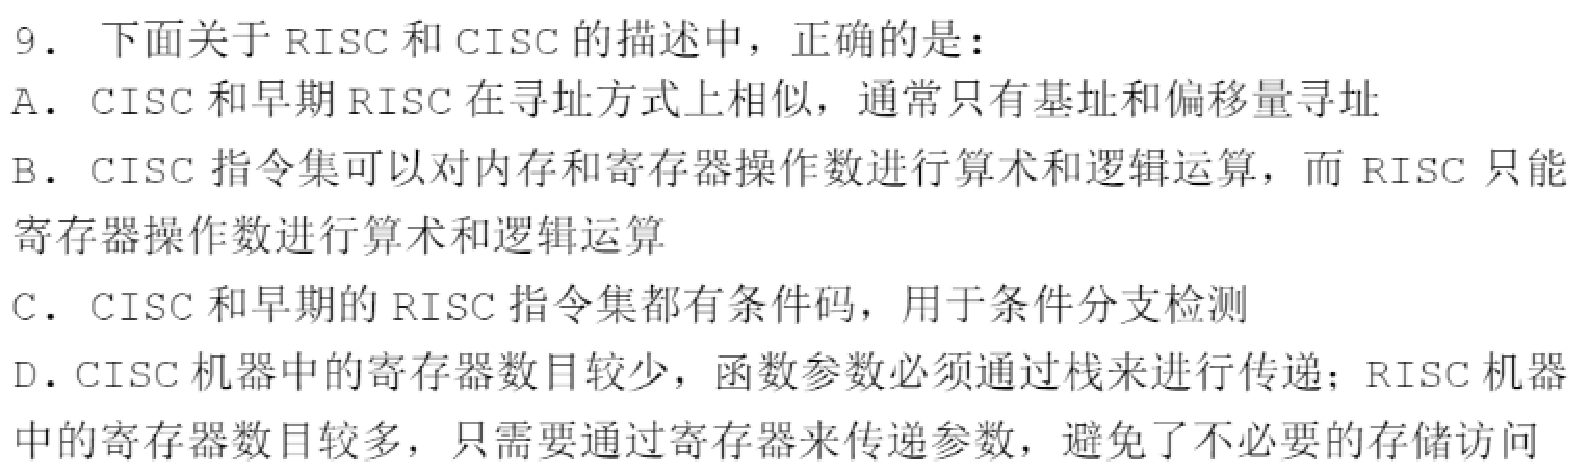 9． 下面关于 RISC 和 CISC 的描述中，正确的是：
A． CISC 和早期 RISC 在寻址方式上相似，通常只有基址和偏移量寻址
B． CISC 指令集可以对内存和寄存器操作数进行算术和逻辑运算，而 RISC 只能
寄存器操作数进行算术和逻辑运算
C． CISC 和早期的 RISC 指令集都有条件码，用于条件分支检测
D．CISC 机器中的寄存器数目较少，函数参数必须通过栈来进行传递；RISC 机器
中的寄存器数目较多，只需要通过寄存器来传递参数，避免了不必要的存储访问